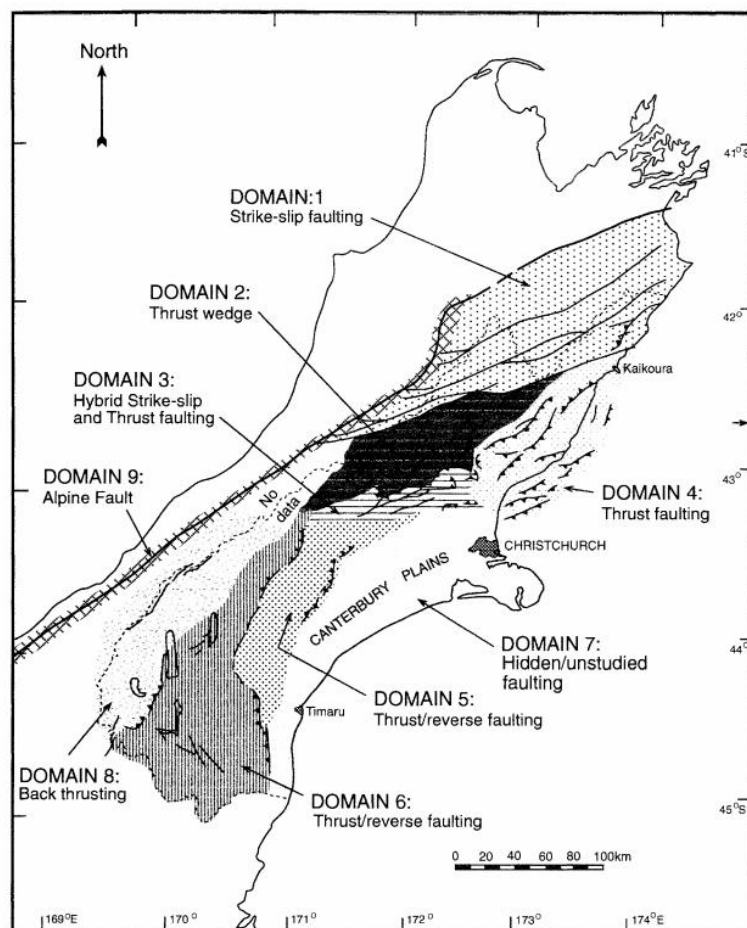 North
41°S
DOMAIN:1
Strike-slip faulting
DOMAIN 2:
Thrust wedge
42°
DOMAIN 3:
Hybrid Strike-slip
and Thrust faulting
Kaikoura
DOMAIN 9:
Alpine Fault
No
data
43°
DOMAIN 4:
Thrust faulting
CHRISTCHURCH
CANTERBURY PLAINS
DOMAIN 7:
Hidden/unstudied
faulting
44°
DOMAIN 5:
Thrust/reverse faulting
Timaru
DOMAIN 8:
Back thrusting
DOMAIN 6:
Thrust/reverse faulting
45°S
0 20 40 60 80 100km
169°E 170° 171° 172° 173° 174°E